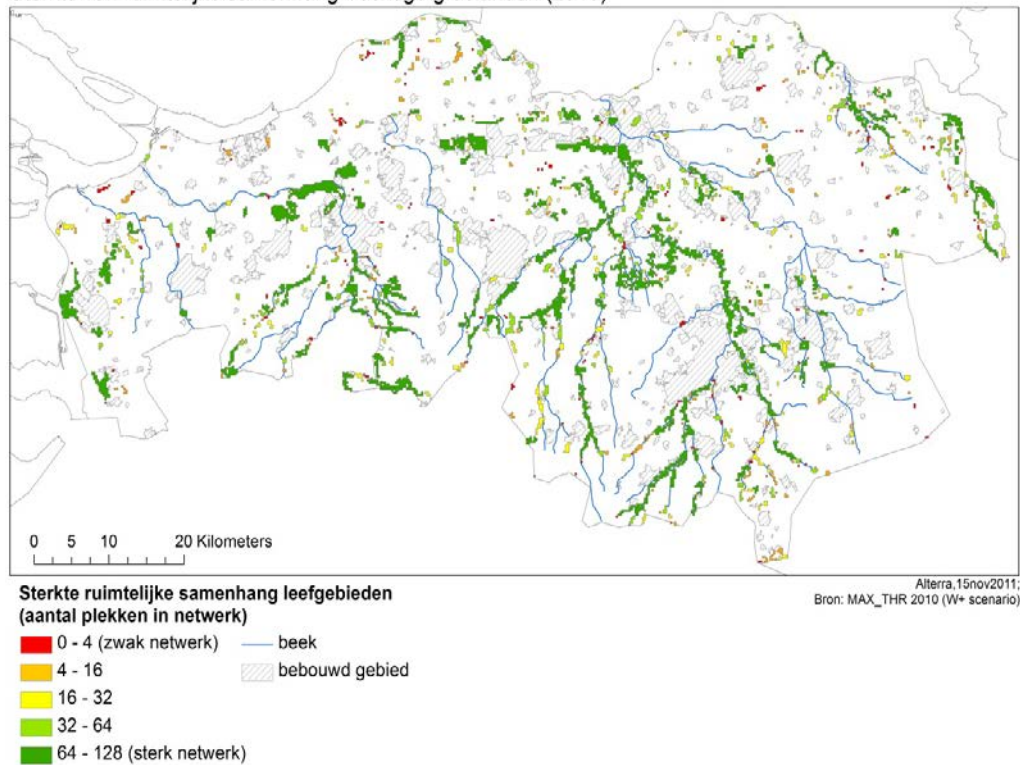 0 5 10 20 Kilometers
Alterra,15nov2011;
Bron: MAX_THR 2010 (W+ scenario)
Sterkte ruimtelijke samenhang leefgebieden
(aantal plekken in netwerk)
0 - 4 (zwak netwerk)
beek
4 - 16
bebouwd gebied
16 - 32
32 - 64
64 - 128 (sterk netwerk)